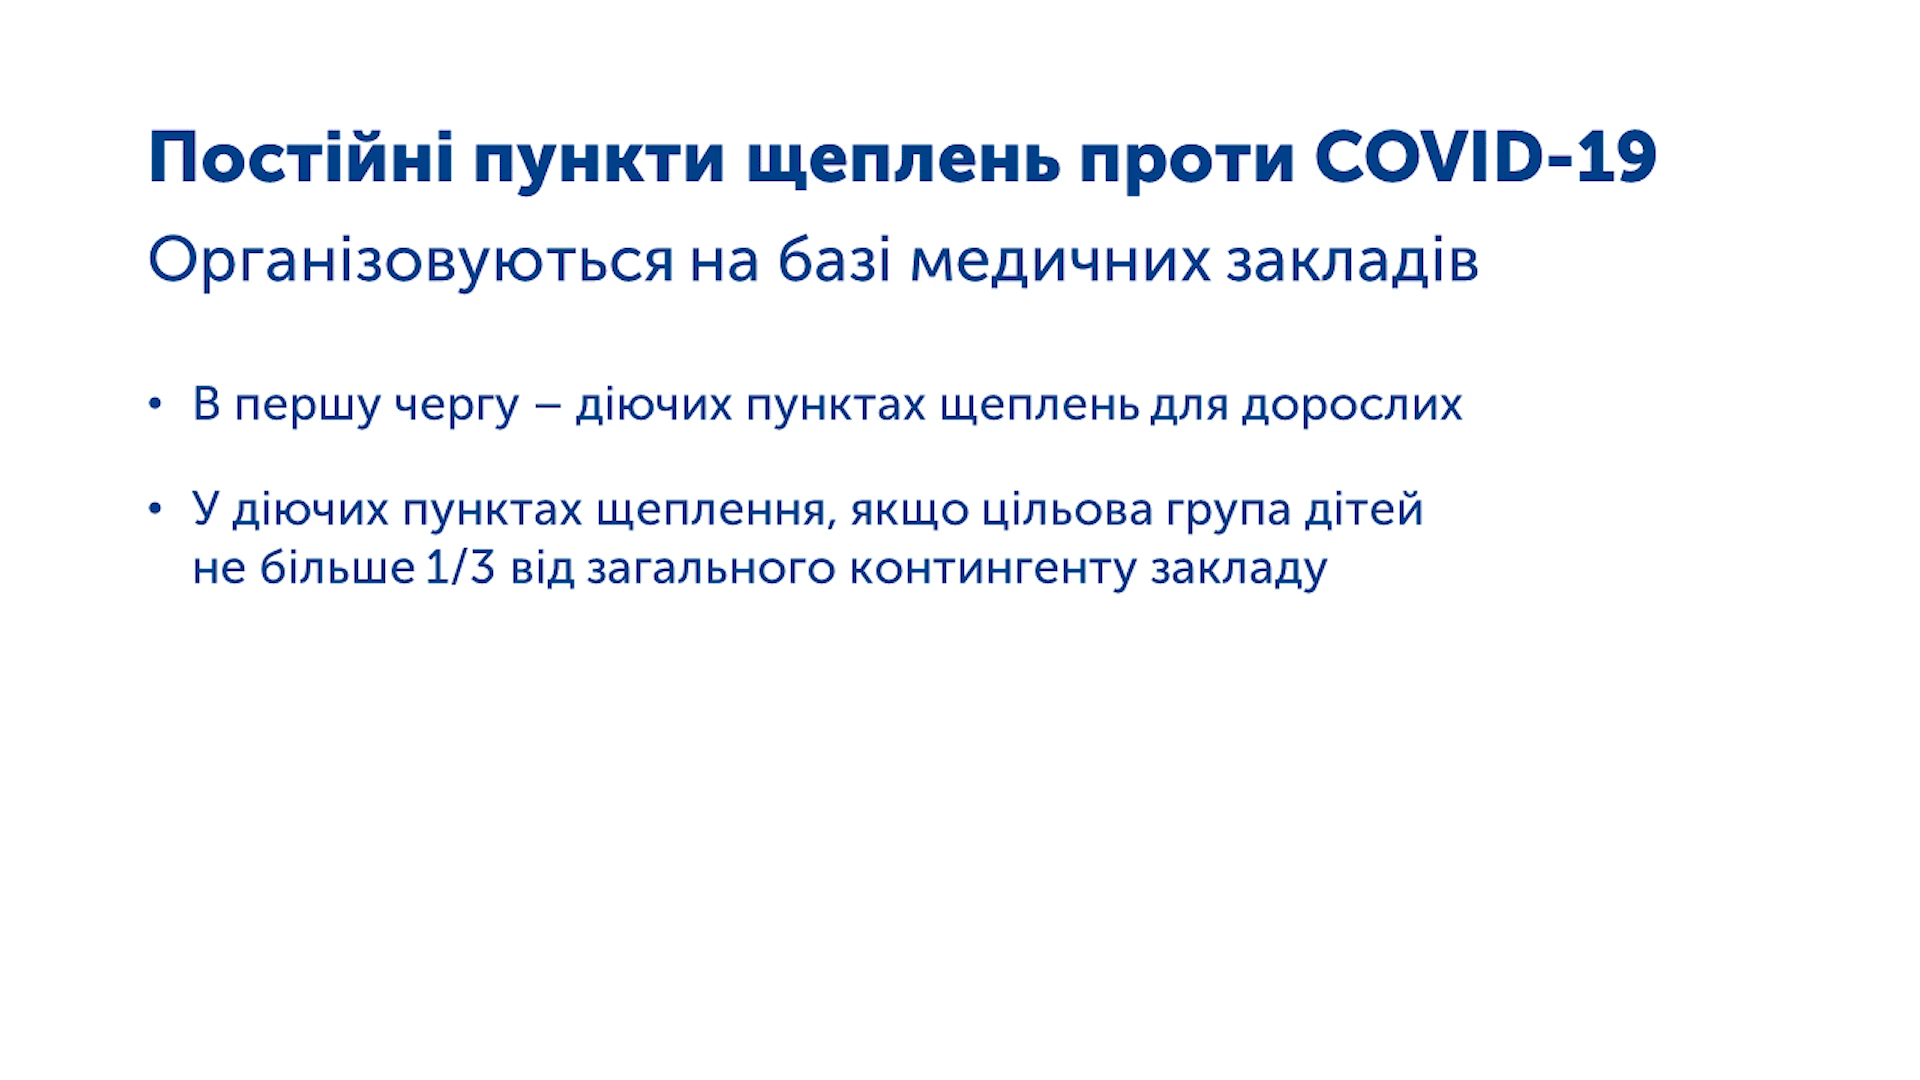 Постійні пункти щеплень проти COVID-19
Організовуються на базі медичних закладів
• В першу чергу – діючих пунктах щеплень для дорослих
• У діючих пунктах щеплення, якщо цільова група дітей
не більше 1/3 від загального контингенту закладу